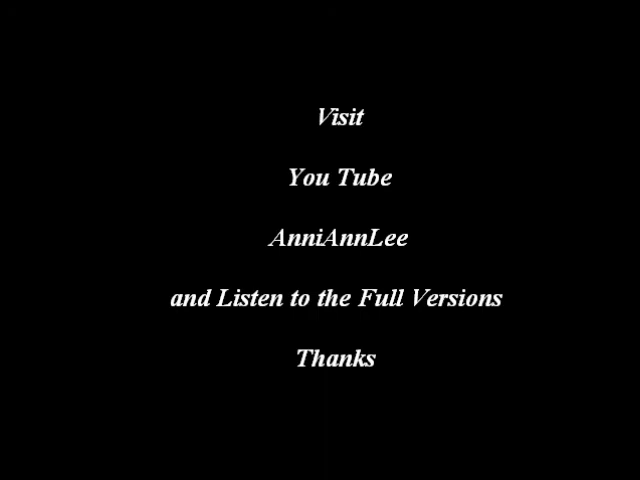 Visit
You Tube
AnniAnnLee
and Listen to the Full Versions
Thanks